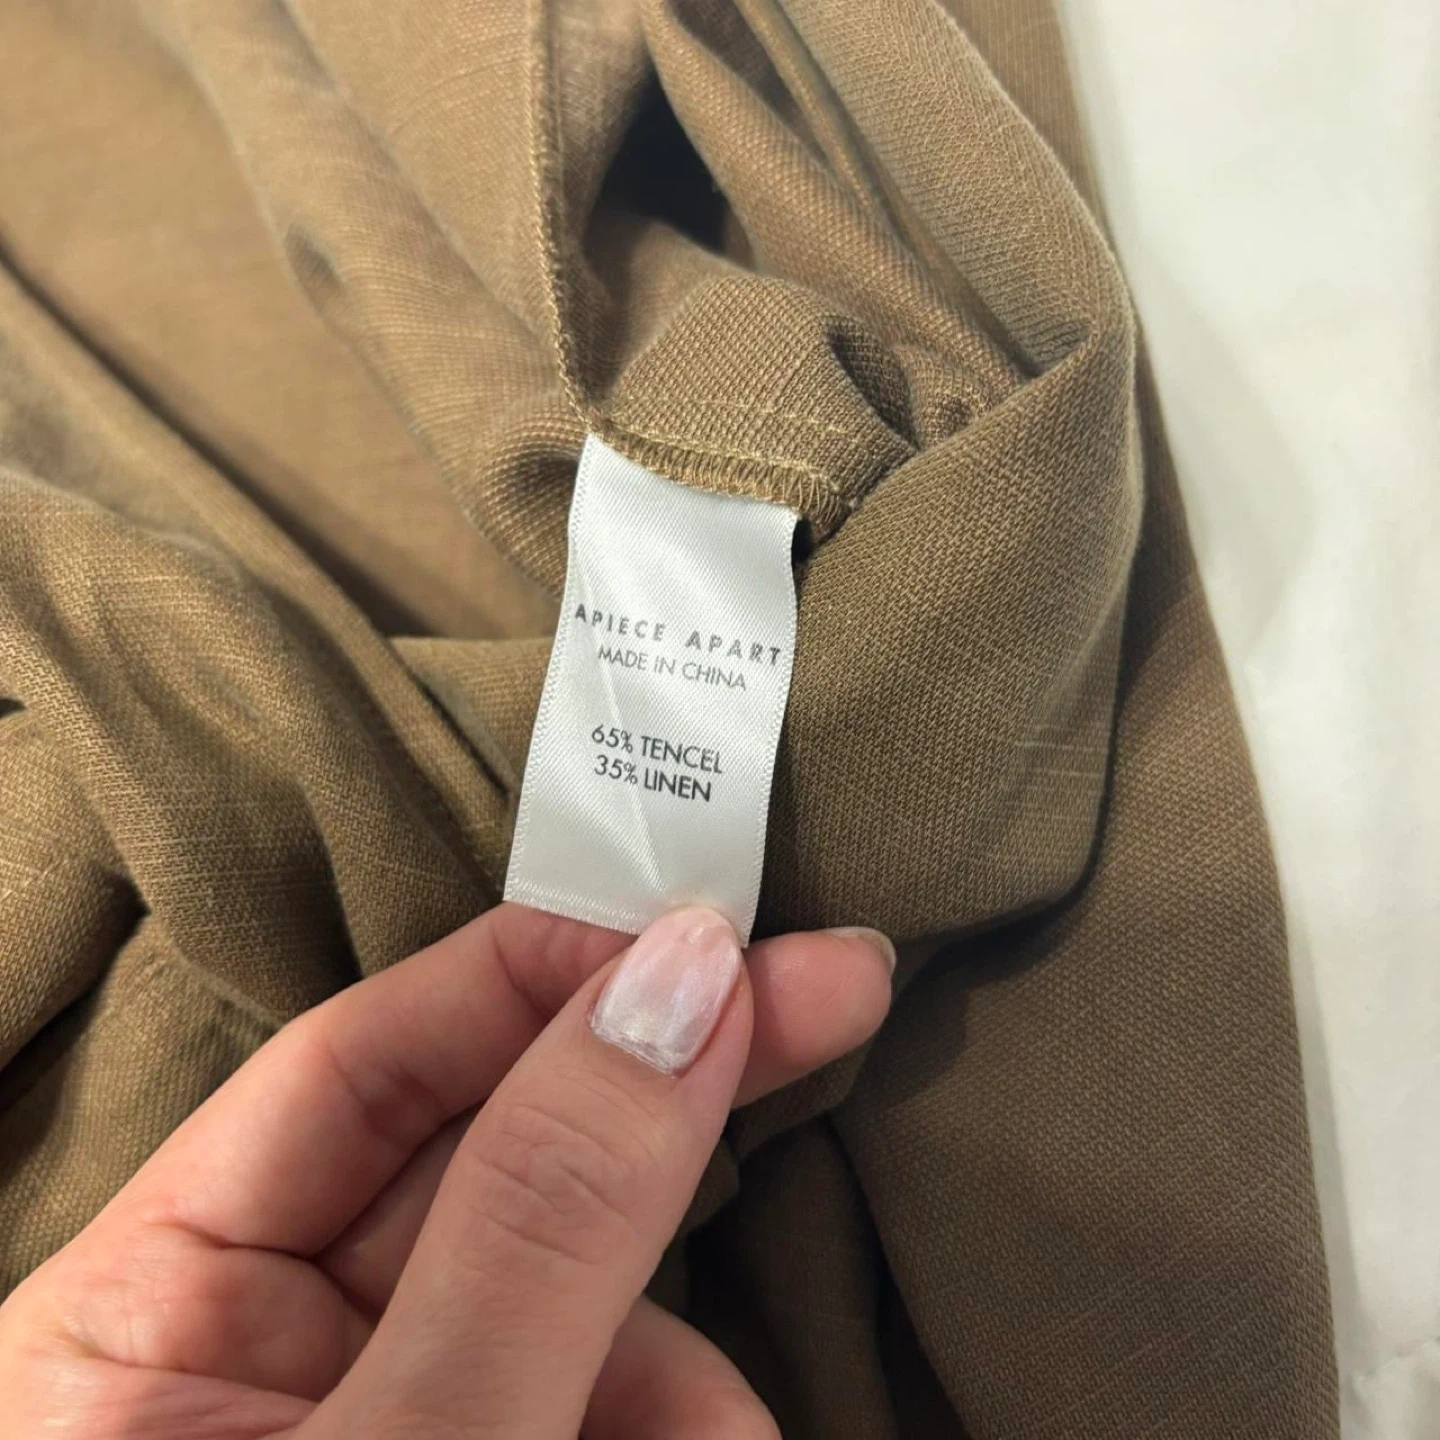 APIECE APART
MADE IN CHINA
65% TENCEL
35% LINEN